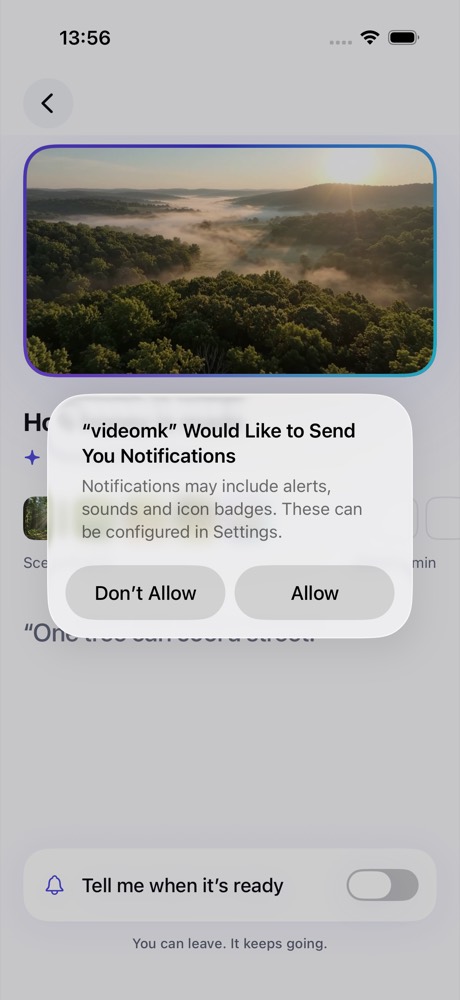 13:56
“videomk” Would Like to Send
You Notifications
Notifications may include alerts,
sounds and icon badges. These can
be configured in Settings.
Don’t Allow
Allow
min
Tell me when it’s ready
You can leave. It keeps going.